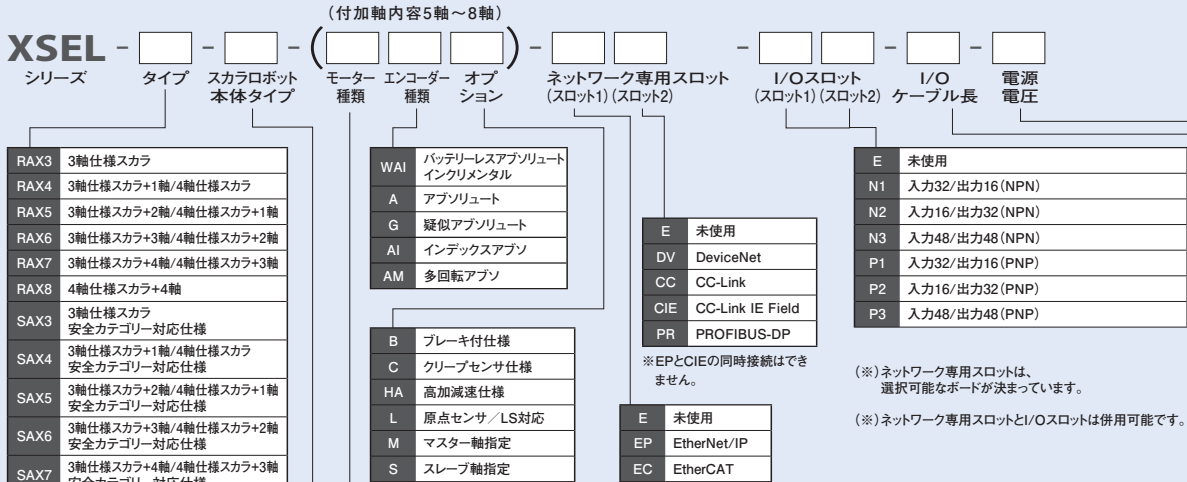 (付加軸内容5軸～8軸)
XSEL - - - ( ) - - - -
シリーズ
タイプ
スカラロボット
本体タイプ
モーター
種類
エンコーダー
種類
オプ
ション
ネットワーク専用スロット
(スロット1)(スロット2)
I/Oスロット
(スロット1)(スロット2)
I/O
ケーブル長
電源
電圧
RAX3 3軸仕様スカラ
RAX4 3軸仕様スカラ+1軸/4軸仕様スカラ
RAX5 3軸仕様スカラ+2軸/4軸仕様スカラ+1軸
RAX6 3軸仕様スカラ+3軸/4軸仕様スカラ+2軸
RAX7 3軸仕様スカラ+4軸/4軸仕様スカラ+3軸
RAX8 4軸仕様スカラ+4軸
SAX3 3軸仕様スカラ
安全カテゴリー対応仕様
SAX4 3軸仕様スカラ+1軸/4軸仕様スカラ
安全カテゴリー対応仕様
SAX5 3軸仕様スカラ+2軸/4軸仕様スカラ+1軸
安全カテゴリー対応仕様
SAX6 3軸仕様スカラ+3軸/4軸仕様スカラ+2軸
安全カテゴリー対応仕様
SAX7 3軸仕様スカラ+4軸/4軸仕様スカラ+3軸
安全カテゴリー対応仕様
WAI バッテリーレスアブソリュート
インクリメンタル
A アブソリュート
G 疑似アブソリュート
AI インデックスアブソ
AM 多回転アブソ
B ブレーキ付仕様
C クリープセンサ仕様
HA 高加減速仕様
L 原点センサ／LS対応
M マスター軸指定
S スレーブ軸指定
E 未使用
DV DeviceNet
CC CC-Link
CIE CC-Link IE Field
PR PROFIBUS-DP
※EPとCIEの同時接続はでき
ません。
E 未使用
EP EtherNet/IP
EC EtherCAT
E 未使用
N1 入力32/出力16(NPN)
N2 入力16/出力32(NPN)
N3 入力48/出力48(NPN)
P1 入力32/出力16(PNP)
P2 入力16/出力32(PNP)
P3 入力48/出力48(PNP)
(※)ネットワーク専用スロットは、
選択可能なボードが決まっています。
(※)ネットワーク専用スロットとI/Oスロットは併用可能です。